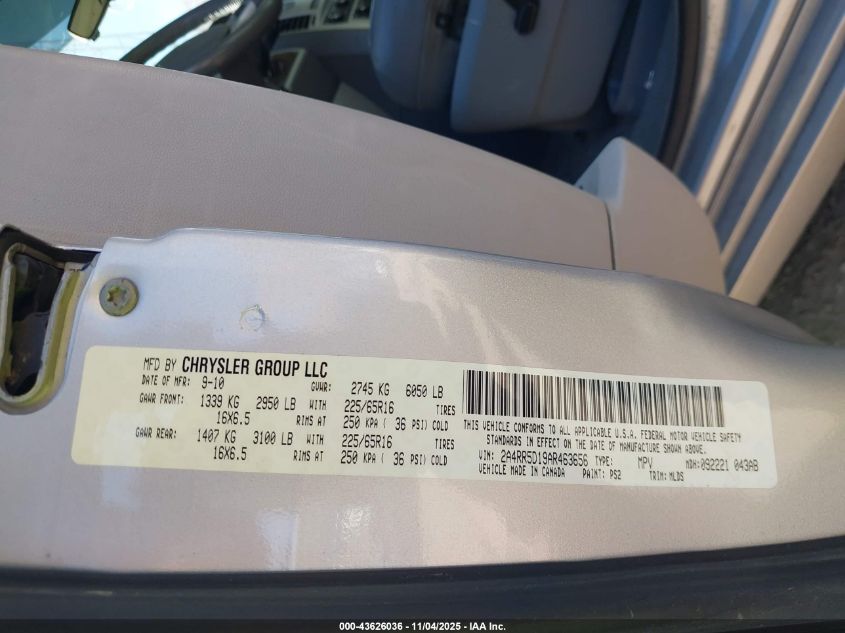 MFD BY CHRYSLER GROUP LLC
DATE OF MFR: 9-10 GVWR: 2745 KG 6050 LB
GAWR FRONT: 1339 KG 2950 LB WITH 225/65R16 TIRES
16X6.5 RIMS AT 250 KPA ( 36 PSI) COLD
GAWR REAR: 1407 KG 3100 LB WITH 225/65R16 TIRES
16X6.5 RIMS AT 250 KPA ( 36 PSI) COLD
THIS VEHICLE CONFORMS TO ALL APPLICABLE U.S.A. FEDERAL MOTOR VEHICLE SAFETY
STANDARDS IN EFFECT ON THE DATE OF MANUFACTURE SHOWN ABOVE.
VIN: 2A4RR5D19AR463656 TYPE: MPV MDH:092221 043AB
VEHICLE MADE IN CANADA PAINT: PS2 TRIM: MLDS
000-43626036 - 11/04/2025 - IAA Inc.